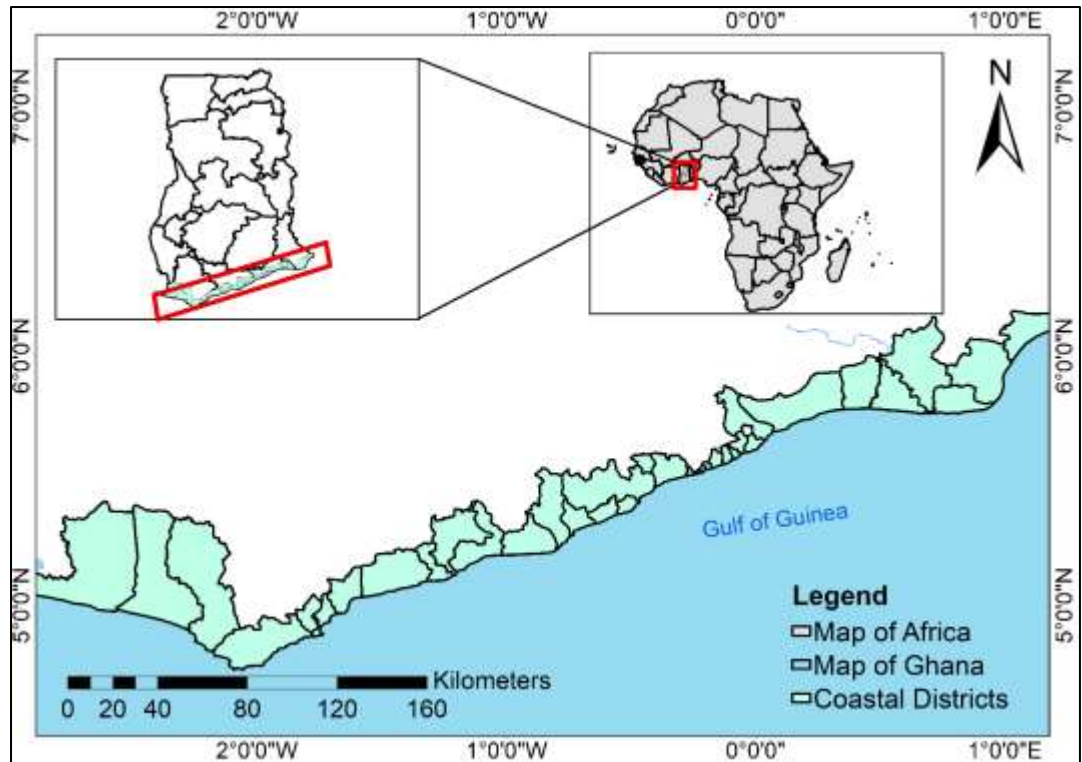 2°0'0"W 1°0'0"W 0°0'0" 1°0'0"E
7°0'0"N
7°0'0"N
N
6°0'0"N
6°0'0"N
Gulf of Guinea
5°0'0"N
5°0'0"N
Legend
Map of Africa
Map of Ghana
Coastal Districts
Kilometers
0 20 40 80 120 160
2°0'0"W 1°0'0"W 0°0'0" 1°0'0"E